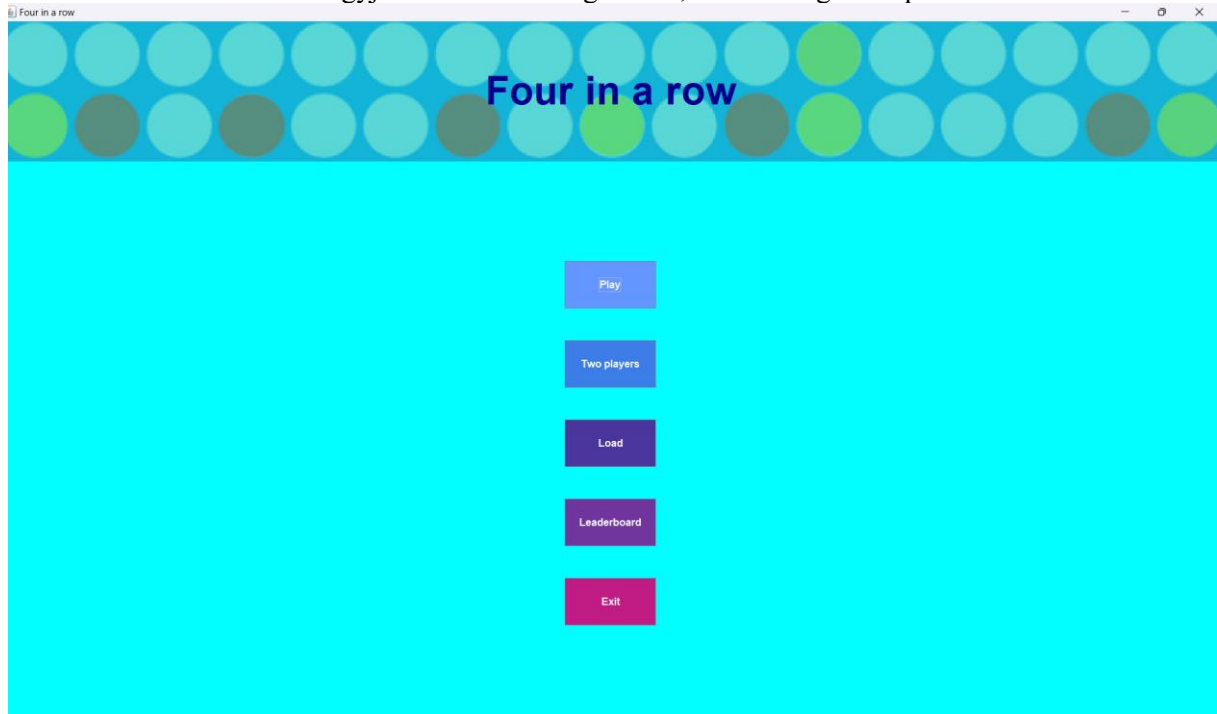 Four in a row
Four in a row
Play
Two players
Load
Leaderboard
Exit